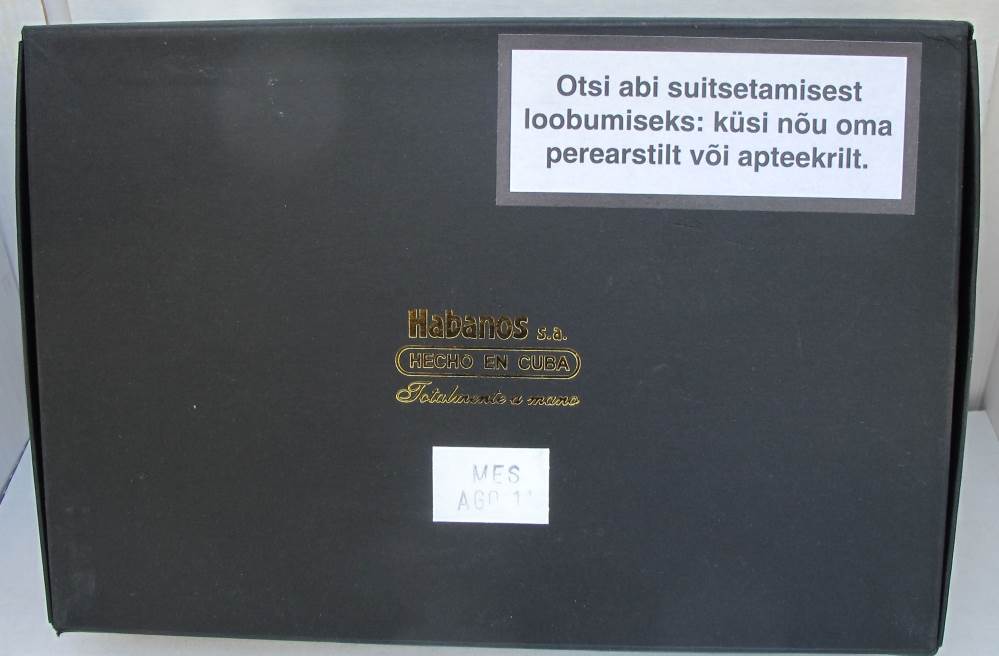 Otsi abi suitsetamisest
loobumiseks: küsi nõu oma
perearstilt või apteekrilt.
Habanos s.a.
HECHO EN CUBA
Totalmente a mano
MES